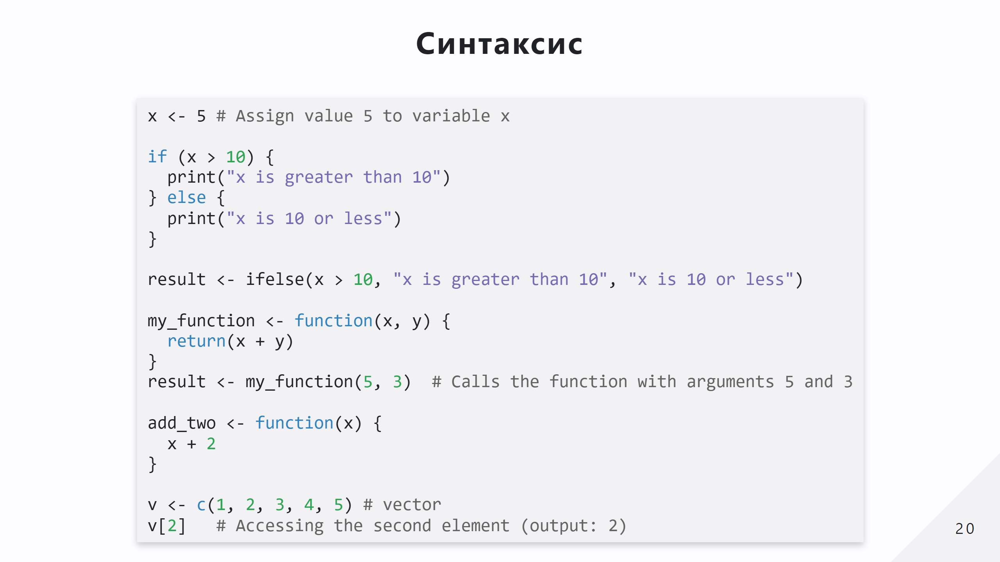 Синтаксис
x <- 5 # Assign value 5 to variable x
if (x > 10) {
  print("x is greater than 10")
} else {
  print("x is 10 or less")
}
result <- ifelse(x > 10, "x is greater than 10", "x is 10 or less")
my_function <- function(x, y) {
  return(x + y)
}
result <- my_function(5, 3)  # Calls the function with arguments 5 and 3
add_two <- function(x) {
  x + 2
}
v <- c(1, 2, 3, 4, 5) # vector
v[2]   # Accessing the second element (output: 2)
20